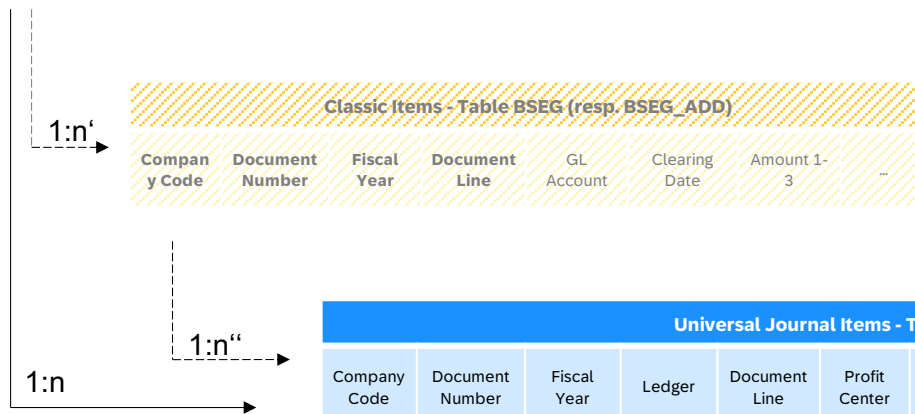 Classic Items - Table BSEG (resp. BSEG_ADD)
1:n‘
Compan
y Code
Document
Number
Fiscal
Year
Document
Line
GL
Account
Clearing
Date
Amount 1-
3
...
Universal Journal Items - T
1:n‘‘
1:n
Company
Code
Document
Number
Fiscal
Year
Ledger
Document
Line
Profit
Center